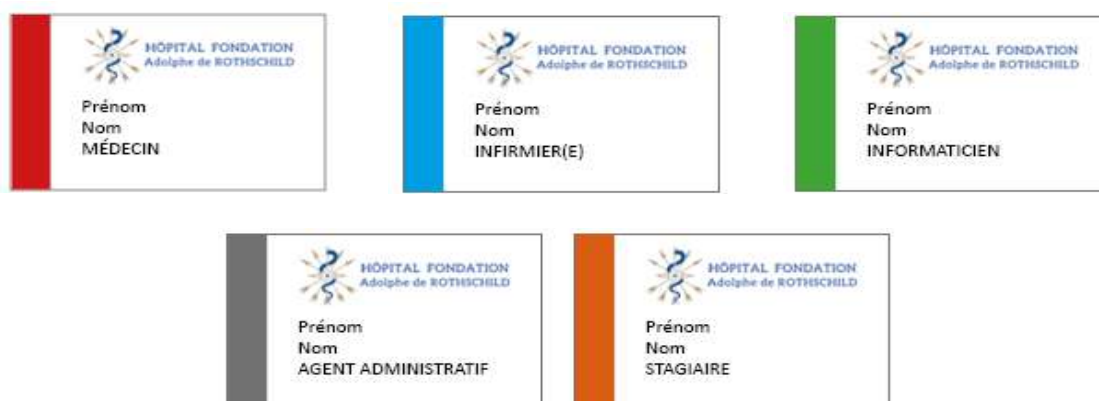 HÔPITAL FONDATION
Adolphe de ROTHSCHILD
Prénom
Nom
MÉDECIN
HÔPITAL FONDATION
Adolphe de ROTHSCHILD
Prénom
Nom
INFIRMIER(E)
HÔPITAL FONDATION
Adolphe de ROTHSCHILD
Prénom
Nom
INFORMATICIEN
HÔPITAL FONDATION
Adolphe de ROTHSCHILD
Prénom
Nom
AGENT ADMINISTRATIF
HÔPITAL FONDATION
Adolphe de ROTHSCHILD
Prénom
Nom
STAGIAIRE